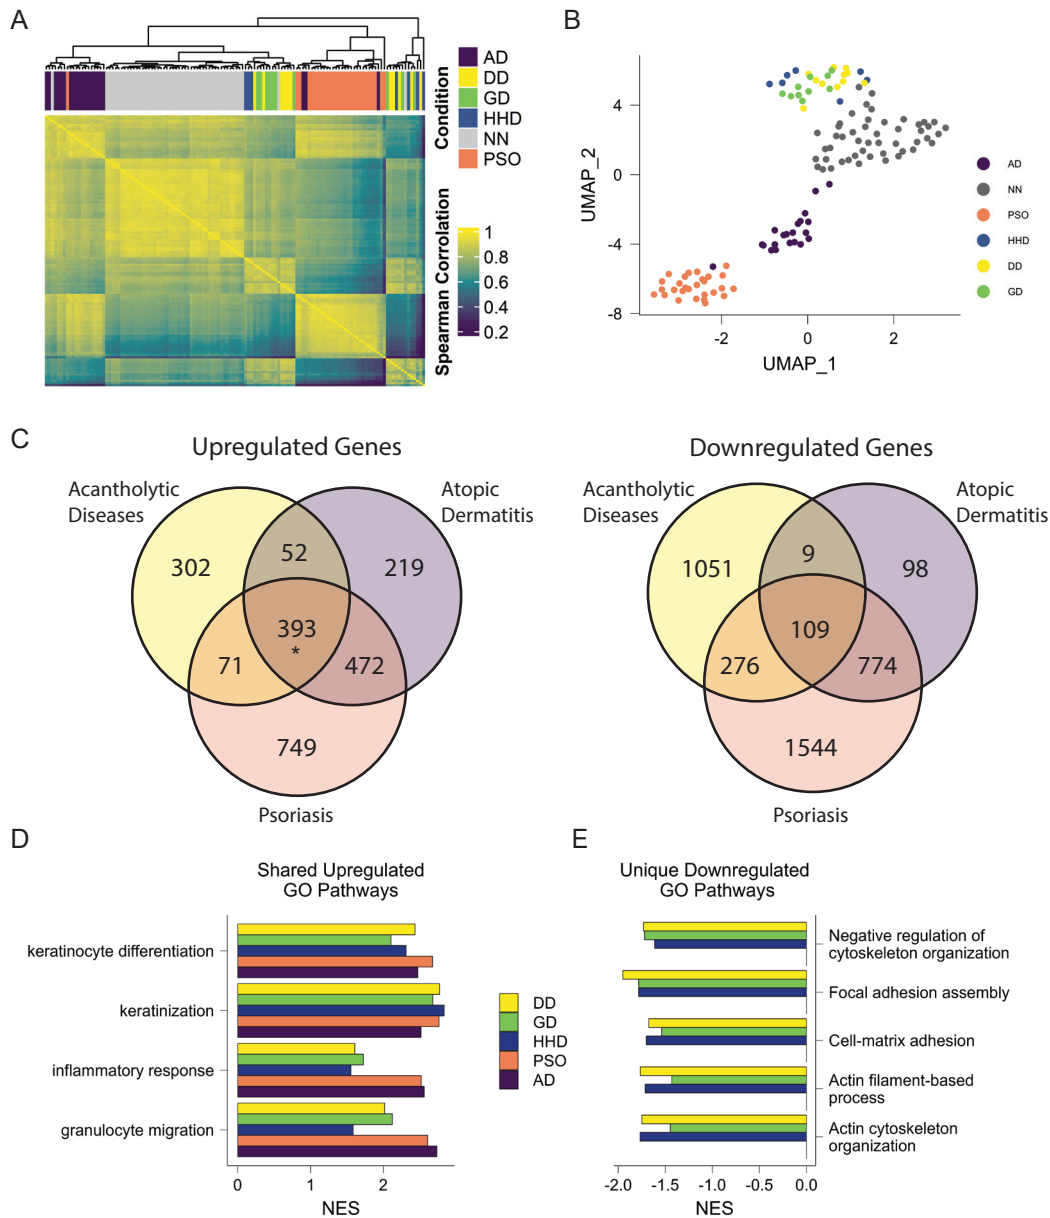 A
AD
DD
GD
HHD
NN
PSO
Condition
1
0.8
0.6
0.4
0.2
Spearman Corrolation
B
4
0
-4
-8
-2
0
2
UMAP_2
UMAP_1
AD
NN
PSO
HHD
DD
GD
C
Upregulated Genes
Acantholytic
Diseases
Atopic
Dermatitis
302
52
219
393
*
71
472
749
Psoriasis
Downregulated Genes
Acantholytic
Diseases
Atopic
Dermatitis
1051
9
98
109
276
774
1544
Psoriasis
D
Shared Upregulated
GO Pathways
keratinocyte differentiation
keratinization
inflammatory response
granulocyte migration
0
1
2
NES
DD
GD
HHD
PSO
AD
E
Unique Downregulated
GO Pathways
Negative regulation of
cytoskeleton organization
Focal adhesion assembly
Cell-matrix adhesion
Actin filament-based
process
Actin cytoskeleton
organization
-2.0
-1.5
-1.0
-0.5
0.0
NES